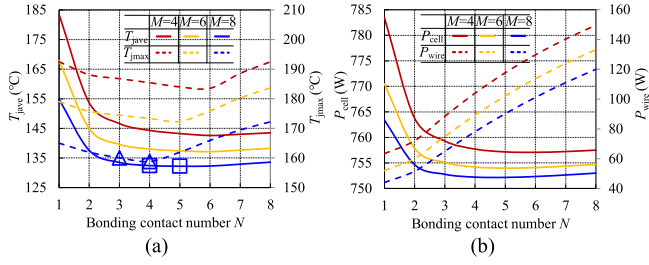 M=4 M=6 M=8
T_jave
T_jmax
185
175
165
155
145
135
125
T_jave (°C)
210
200
190
180
170
160
150
T_jmax (°C)
1 2 3 4 5 6 7 8
Bonding contact number N
(a)
M=4 M=6 M=8
P_cell
P_wire
785
780
775
770
765
760
755
750
P_cell (W)
160
140
120
100
80
60
40
P_wire (W)
1 2 3 4 5 6 7 8
Bonding contact number N
(b)